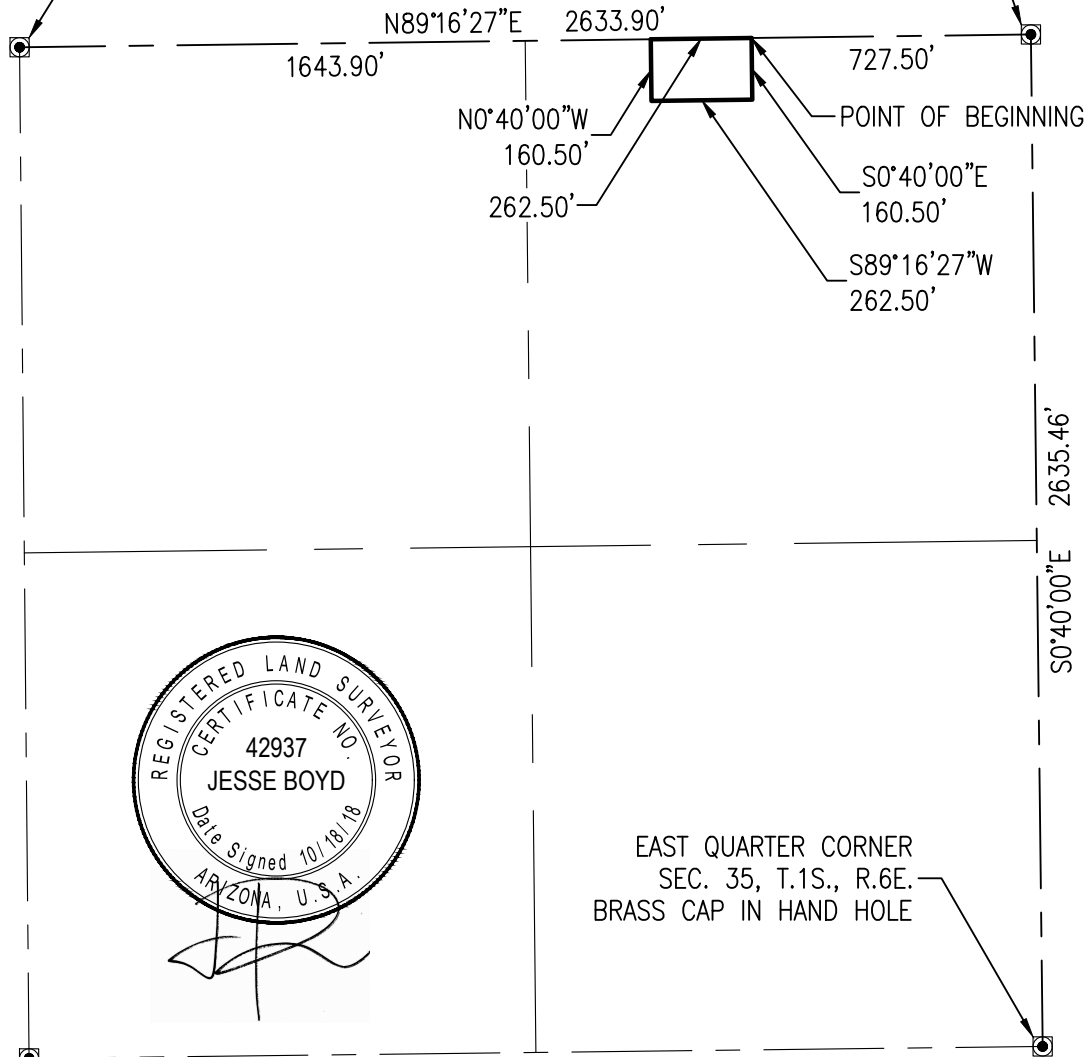 N89°16'27"E 2633.90'
1643.90'
727.50'
N0°40'00"W
160.50'
POINT OF BEGINNING
262.50'
S0°40'00"E
160.50'
S89°16'27"W
262.50'
S0°40'00"E 2635.46'
REGISTERED LAND SURVEYOR
CERTIFICATE NO.
42937
JESSE BOYD
Date Signed 10/18/18
ARIZONA, U.S.A.
EAST QUARTER CORNER
SEC. 35, T.1S., R.6E.
BRASS CAP IN HAND HOLE